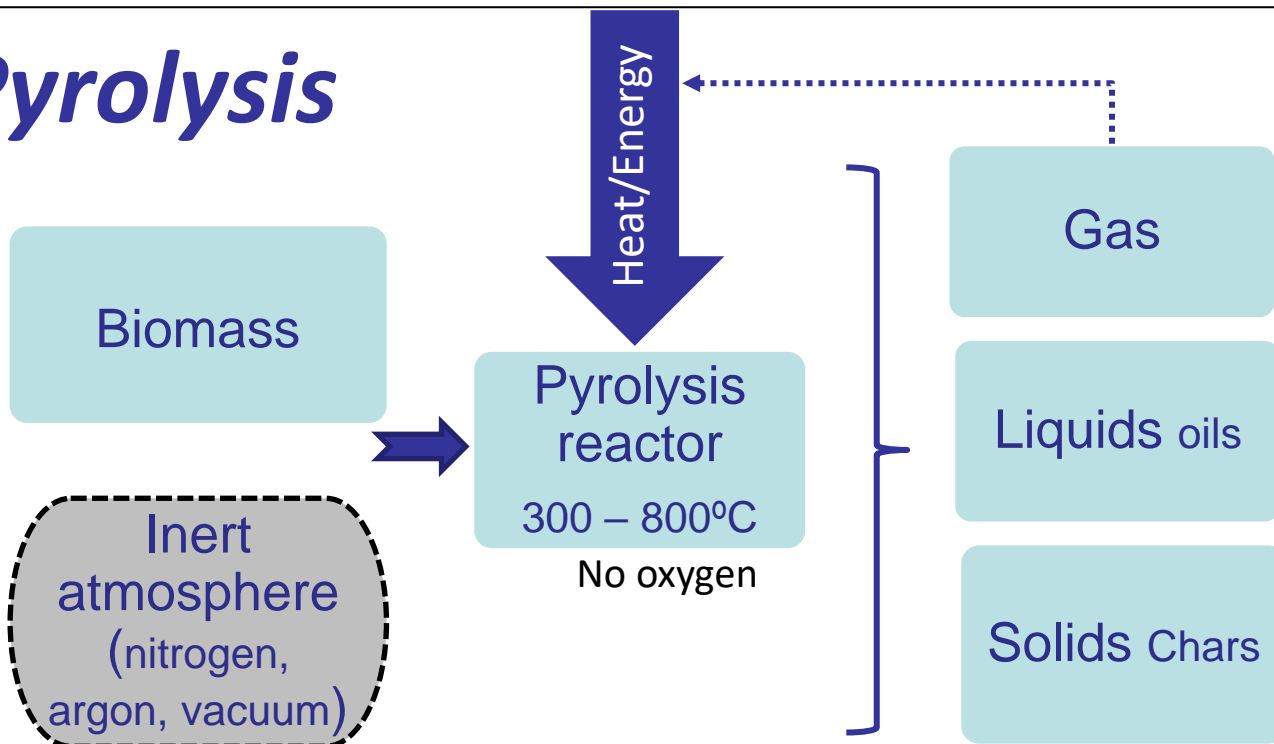 Pyrolysis
Heat/Energy
Biomass
Inert
atmosphere
(nitrogen,
argon, vacuum)
Pyrolysis
reactor
300 – 800ºC
No oxygen
Gas
Liquids oils
Solids Chars